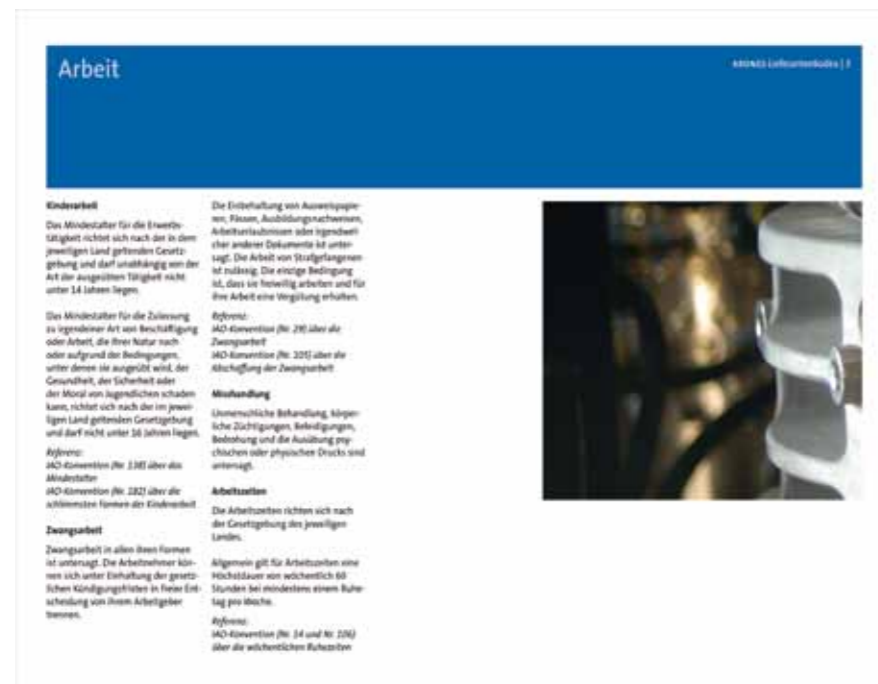 Arbeit
KRONES Lieferantenkodex | 3
Kinderarbeit
Das Mindestalter für die Erwerbs-
tätigkeit richtet sich nach der in dem
jeweiligen Land geltenden Gesetz-
gebung und darf unabhängig von der
Art der ausgeübten Tätigkeit nicht
unter 14 Jahren liegen.
Das Mindestalter für die Zulassung
zu irgendeiner Art von Beschäftigung
oder Arbeit, die ihrer Natur nach
oder aufgrund der Bedingungen,
unter denen sie ausgeübt wird, der
Gesundheit, der Sicherheit oder
der Moral von Jugendlichen schaden
kann, richtet sich nach der im jewei-
ligen Land geltenden Gesetzgebung
und darf nicht unter 16 Jahren liegen.
Referenz:
IAO-Konvention (Nr. 138) über das
Mindestalter
IAO-Konvention (Nr. 182) über die
schlimmsten Formen der Kinderarbeit
Zwangsarbeit
Zwangsarbeit in allen ihren Formen
ist untersagt. Die Arbeitnehmer kön-
nen sich unter Einhaltung der gesetz-
lichen Kündigungsfristen in freier Ent-
scheidung von ihrem Arbeitgeber
trennen.
Die Einbehaltung von Ausweispapie-
ren, Pässen, Ausbildungsnachweisen,
Arbeitserlaubnissen oder irgendwel-
cher anderer Dokumente ist unter-
sagt. Die Arbeit von Strafgefangenen
ist zulässig. Die einzige Bedingung
ist, dass sie freiwillig arbeiten und für
ihre Arbeit eine Vergütung erhalten.
Referenz:
IAO-Konvention (Nr. 29) über die
Zwangsarbeit
IAO-Konvention (Nr. 105) über die
Abschaffung der Zwangsarbeit
Misshandlung
Unmenschliche Behandlung, körper-
liche Züchtigungen, Beleidigungen,
Bedrohung und die Ausübung psy-
chischen oder physischen Drucks sind
untersagt.
Arbeitszeiten
Die Arbeitszeiten richten sich nach
der Gesetzgebung des jeweiligen
Landes.
Allgemein gilt für Arbeitszeiten eine
Höchstdauer von wöchentlich 60
Stunden bei mindestens einem Ruhe-
tag pro Woche.
Referenz:
IAO-Konvention (Nr. 14 und Nr. 106)
über die wöchentlichen Ruhezeiten